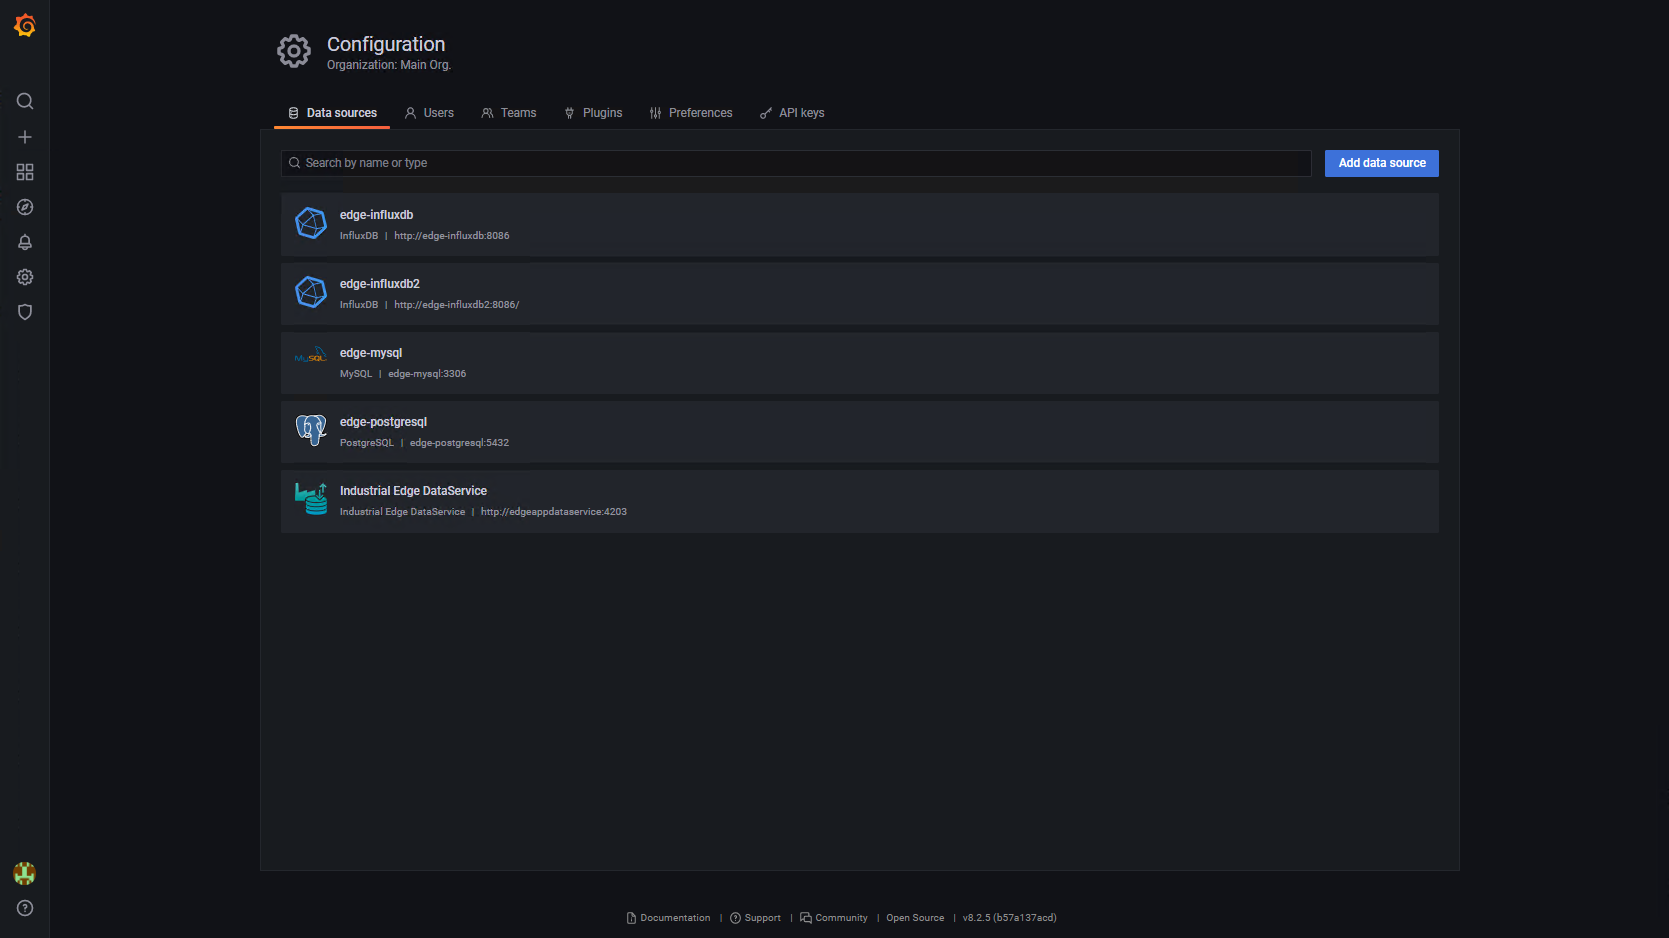 Configuration
Organization: Main Org.
Data sources
Users
Teams
Plugins
Preferences
API keys
Search by name or type
Add data source
edge-influxdb
InfluxDB | http://edge-influxdb:8086
edge-influxdb2
InfluxDB | http://edge-influxdb2:8086/
MySQL
edge-mysql
MySQL | edge-mysql:3306
edge-postgresql
PostgreSQL | edge-postgresql:5432
Industrial Edge DataService
Industrial Edge DataService | http://edgeappdataservice:4203
Documentation | Support | Community | Open Source | v8.2.5 (b57a137acd)